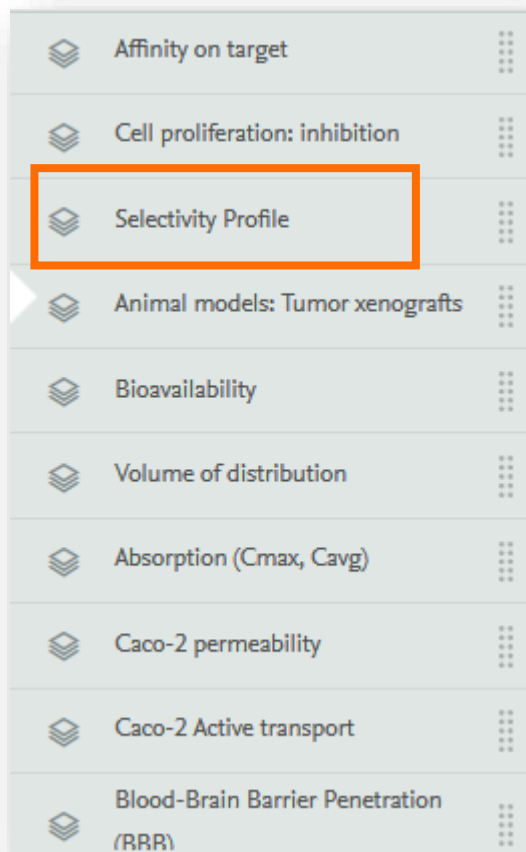 Affinity on target
Cell proliferation: inhibition
Selectivity Profile
Animal models: Tumor xenografts
Bioavailability
Volume of distribution
Absorption (Cmax, Cavg)
Caco-2 permeability
Caco-2 Active transport
Blood-Brain Barrier Penetration
(BBB)